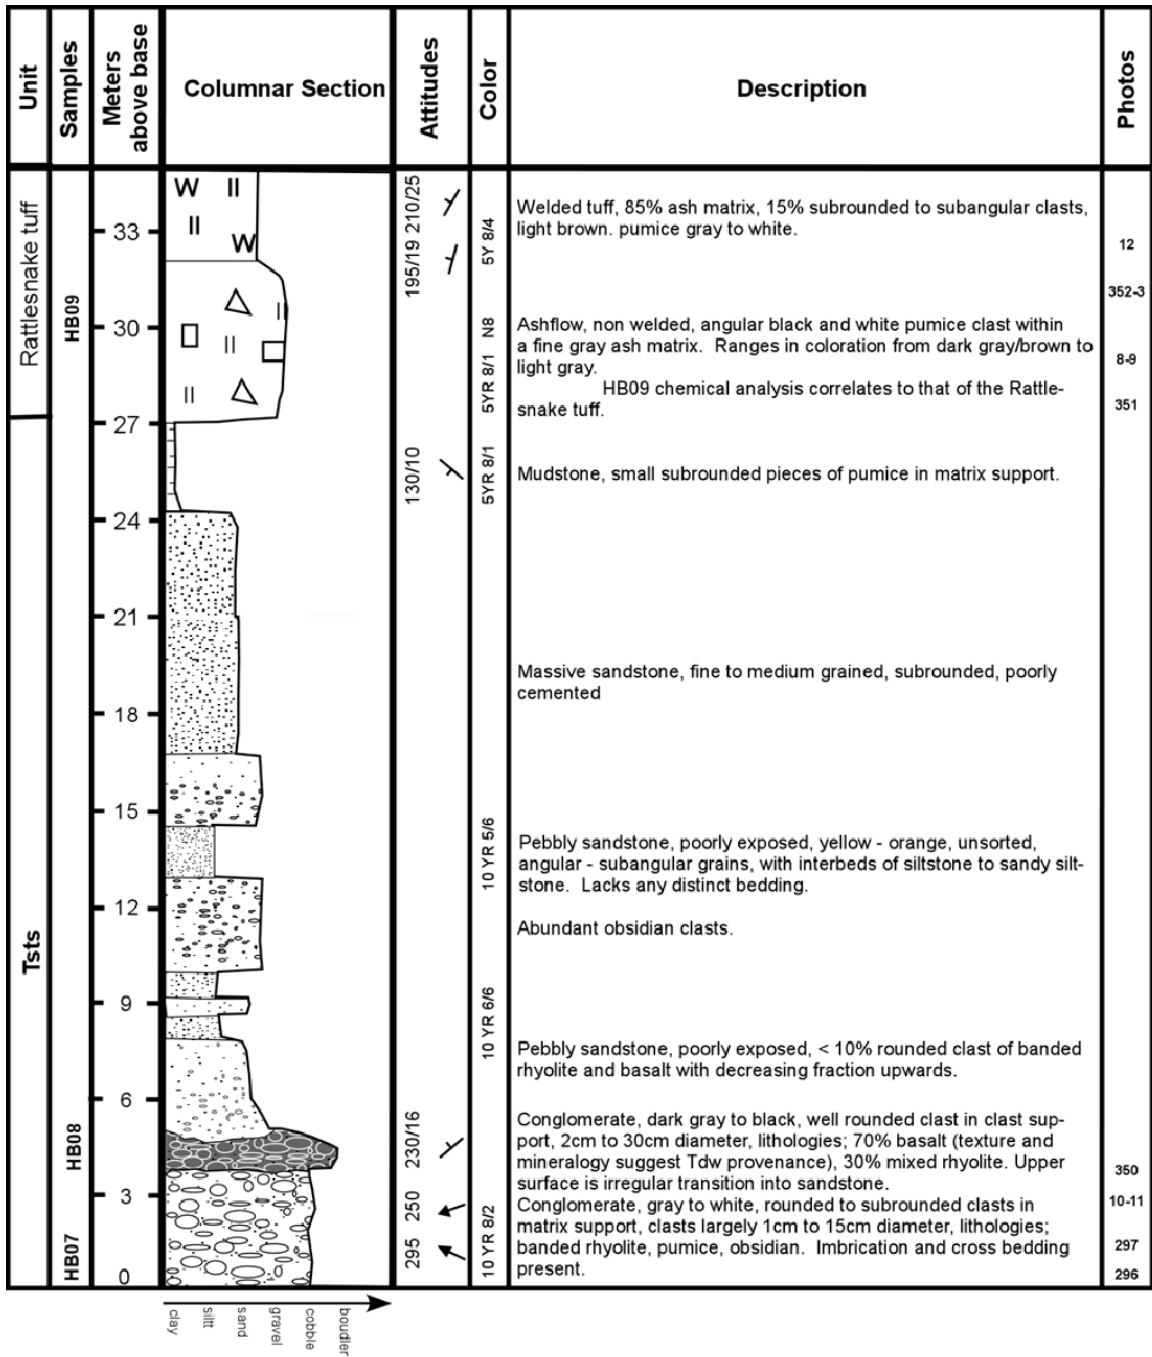 Unit
Samples
Meters
above base
Columnar Section
Attitudes
Color
Description
Photos
Rattlesnake tuff
Tsts
HB09
HB08
HB07
33
30
27
24
21
18
15
12
9
6
3
0
W II
II
W
II
II
II
195/19 210/25
130/10
230/16
250
295
5Y 8/4
N8
5YR 8/1
5YR 8/1
10 YR 5/6
10 YR 6/6
10 YR 8/2
Welded tuff, 85% ash matrix, 15% subrounded to subangular clasts,
light brown. pumice gray to white.
Ashflow, non welded, angular black and white pumice clast within
a fine gray ash matrix. Ranges in coloration from dark gray/brown to
light gray.
HB09 chemical analysis correlates to that of the Rattle-
snake tuff.
Mudstone, small subrounded pieces of pumice in matrix support.
Massive sandstone, fine to medium grained, subrounded, poorly
cemented
Pebbly sandstone, poorly exposed, yellow - orange, unsorted,
angular - subangular grains, with interbeds of siltstone to sandy silt-
stone. Lacks any distinct bedding.
Abundant obsidian clasts.
Pebbly sandstone, poorly exposed, < 10% rounded clast of banded
rhyolite and basalt with decreasing fraction upwards.
Conglomerate, dark gray to black, well rounded clast in clast sup-
port, 2cm to 30cm diameter, lithologies; 70% basalt (texture and
mineralogy suggest Tdw provenance), 30% mixed rhyolite. Upper
surface is irregular transition into sandstone.
Conglomerate, gray to white, rounded to subrounded clasts in
matrix support, clasts largely 1cm to 15cm diameter, lithologies;
banded rhyolite, pumice, obsidian. Imbrication and cross bedding
present.
12
352-3
8-9
351
350
10-11
297
296
clay
siltt
sand
gravel
cobble
boudler